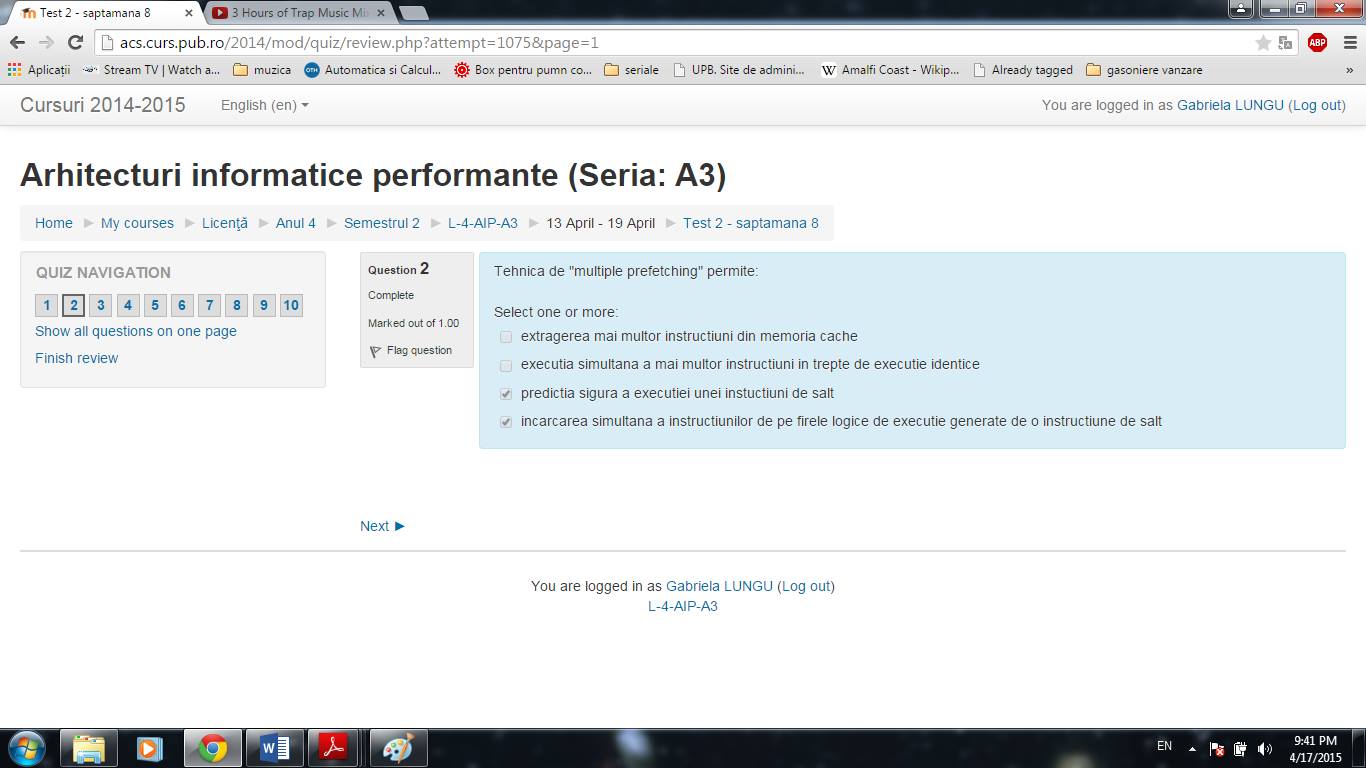 Test 2 - saptamana 8
3 Hours of Trap Music Mix
acs.curs.pub.ro/2014/mod/quiz/review.php?attempt=1075&page=1
ABP
Aplicații
Stream TV | Watch a...
muzica
OTH
Automatica si Calcul...
Box pentru pumn co...
seriale
UPB. Site de admini...
W
Amalfi Coast - Wikip...
Already tagged
gasoniere vanzare
»
Cursuri 2014-2015
English (en)
You are logged in as Gabriela LUNGU (Log out)
Arhitecturi informatice performante (Seria: A3)
Home ► My courses ► Licenţă ► Anul 4 ► Semestrul 2 ► L-4-AIP-A3 ► 13 April - 19 April ► Test 2 - saptamana 8
QUIZ NAVIGATION
1 2 3 4 5 6 7 8 9 10
Show all questions on one page
Finish review
Question 2
Complete
Marked out of 1.00
Flag question
Tehnica de "multiple prefetching" permite:
Select one or more:
extragerea mai multor instructiuni din memoria cache
executia simultana a mai multor instructiuni in trepte de executie identice
predictia sigura a executiei unei instuctiuni de salt
incarcarea simultana a instructiunilor de pe firele logice de executie generate de o instructiune de salt
Next ►
You are logged in as Gabriela LUNGU (Log out)
L-4-AIP-A3
EN
9:41 PM
4/17/2015